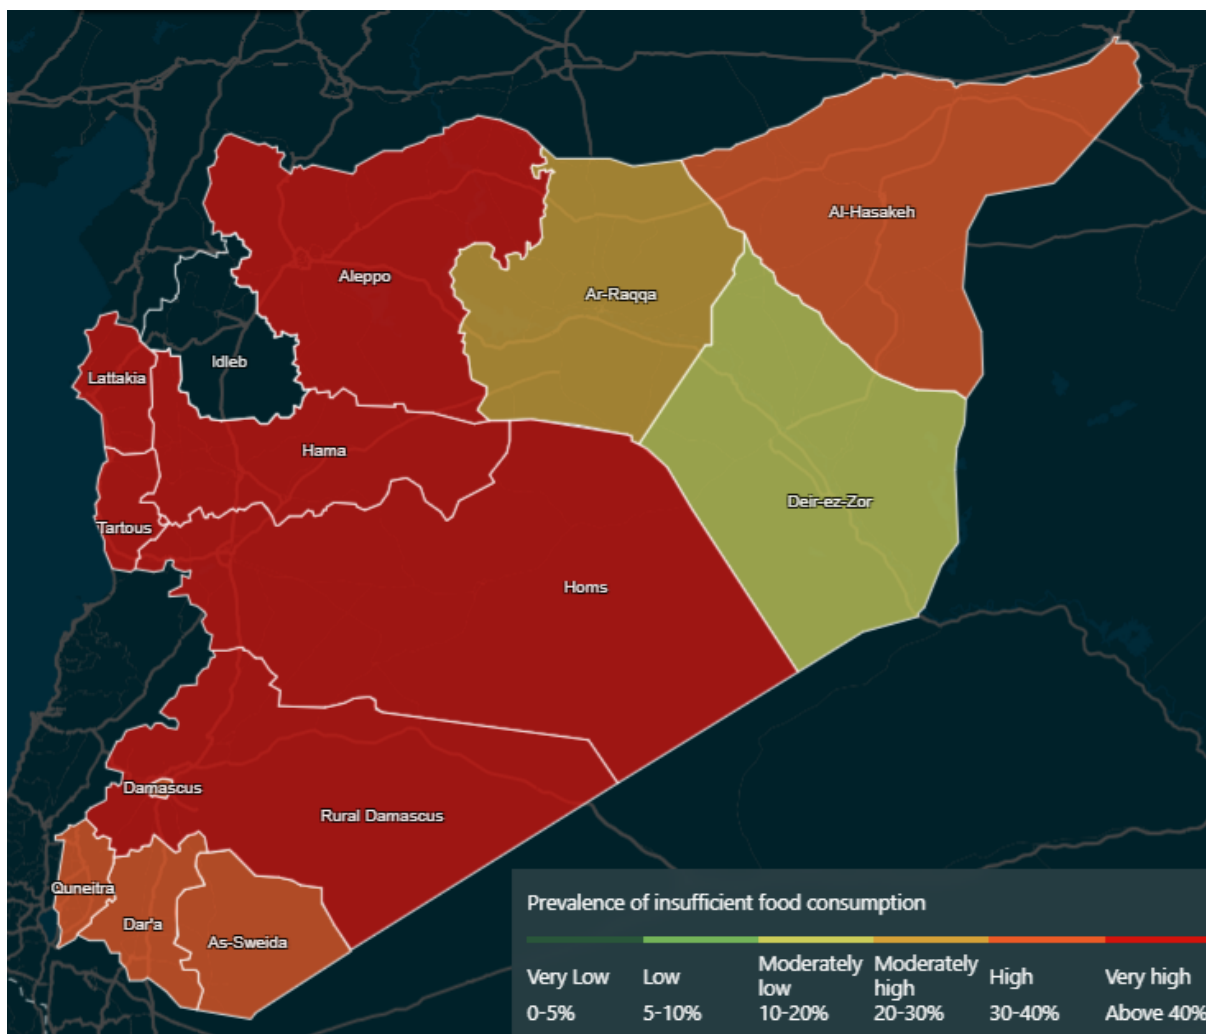 Al-Hasakeh
Aleppo
Ar-Raqqa
Idleb
Lattakia
Hama
Deir-ez-Zor
Tartous
Homs
Damascus
Rural Damascus
Quneitra
Dar'a
As-Sweida
Prevalence of insufficient food consumption
Very Low
0-5%
Low
5-10%
Moderately
low
10-20%
Moderately
high
20-30%
High
30-40%
Very high
Above 40%